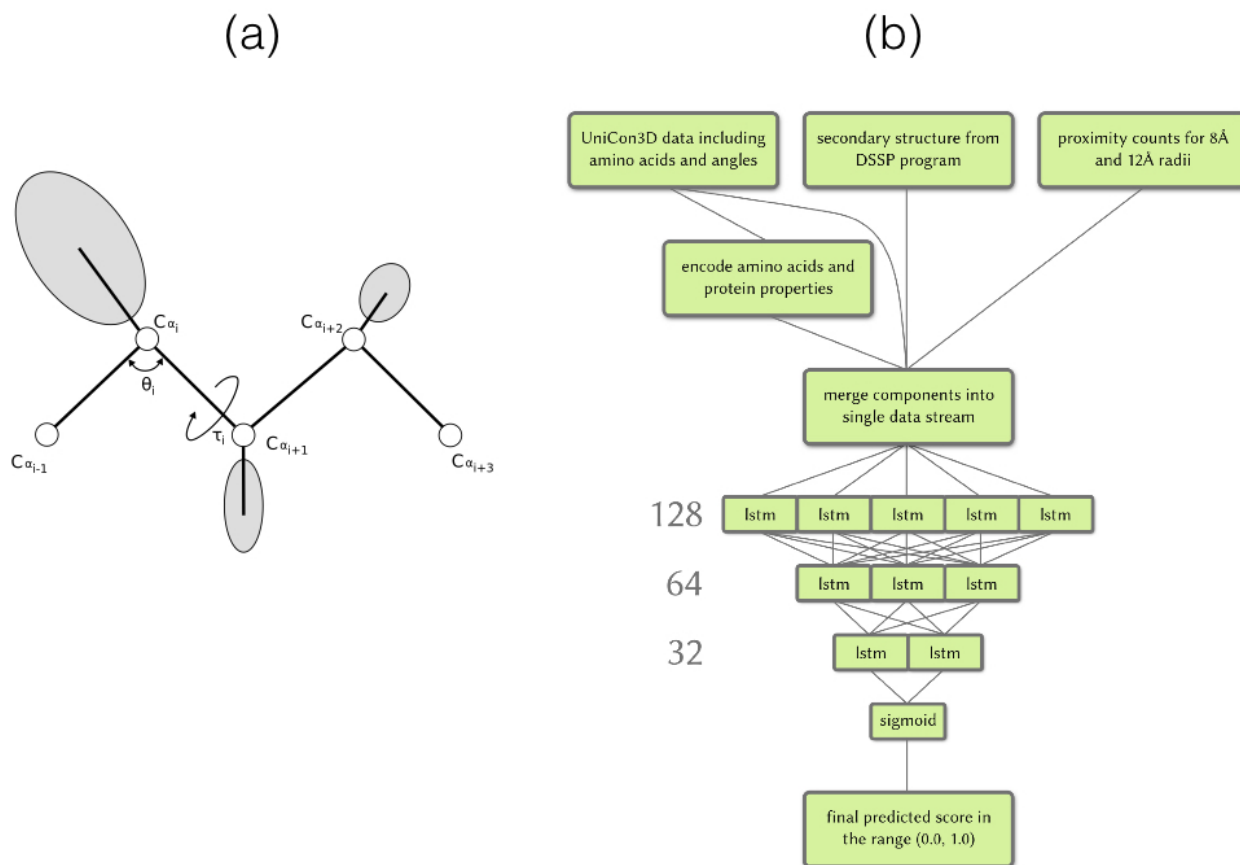 (a)
(b)
Cαi
θi
Cαi-1
τi
Cαi+1
Cαi+2
Cαi+3
UniCon3D data including
amino acids and angles
secondary structure from
DSSP program
proximity counts for 8Å
and 12Å radii
encode amino acids and
protein properties
merge components into
single data stream
128 lstm lstm lstm lstm lstm
64 lstm lstm lstm
32 lstm lstm
sigmoid
final predicted score in
the range (0.0, 1.0)